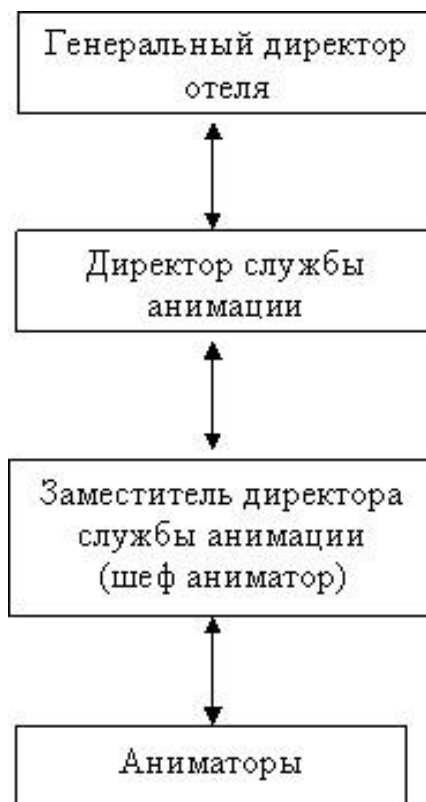 Генеральный директор
отеля
Директор службы
анимации
Заместитель директора
службы анимации
(шеф аниматор)
Аниматоры